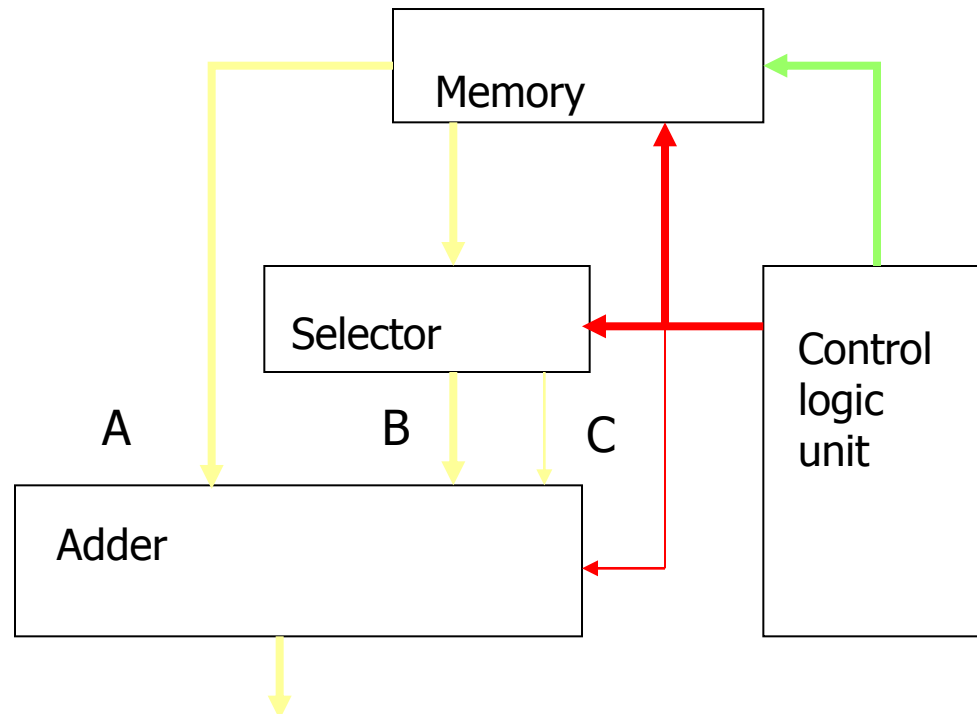 Memory
Selector
Control
logic
unit
A
B
C
Adder